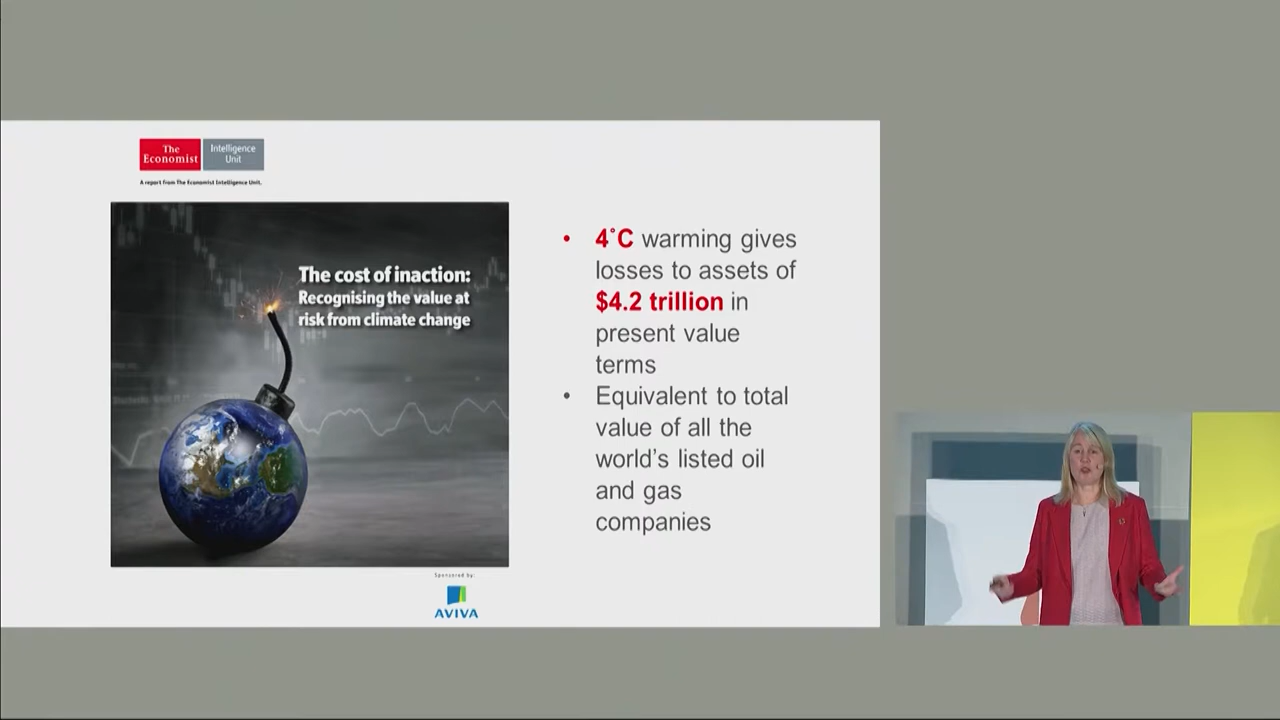 The
Economist
Intelligence
Unit
A report from The Economist Intelligence Unit.
The cost of inaction:
Recognising the value at
risk from climate change
Sponsored by:
AVIVA
• 4˚C warming gives
losses to assets of
$4.2 trillion in
present value
terms
• Equivalent to total
value of all the
world’s listed oil
and gas
companies